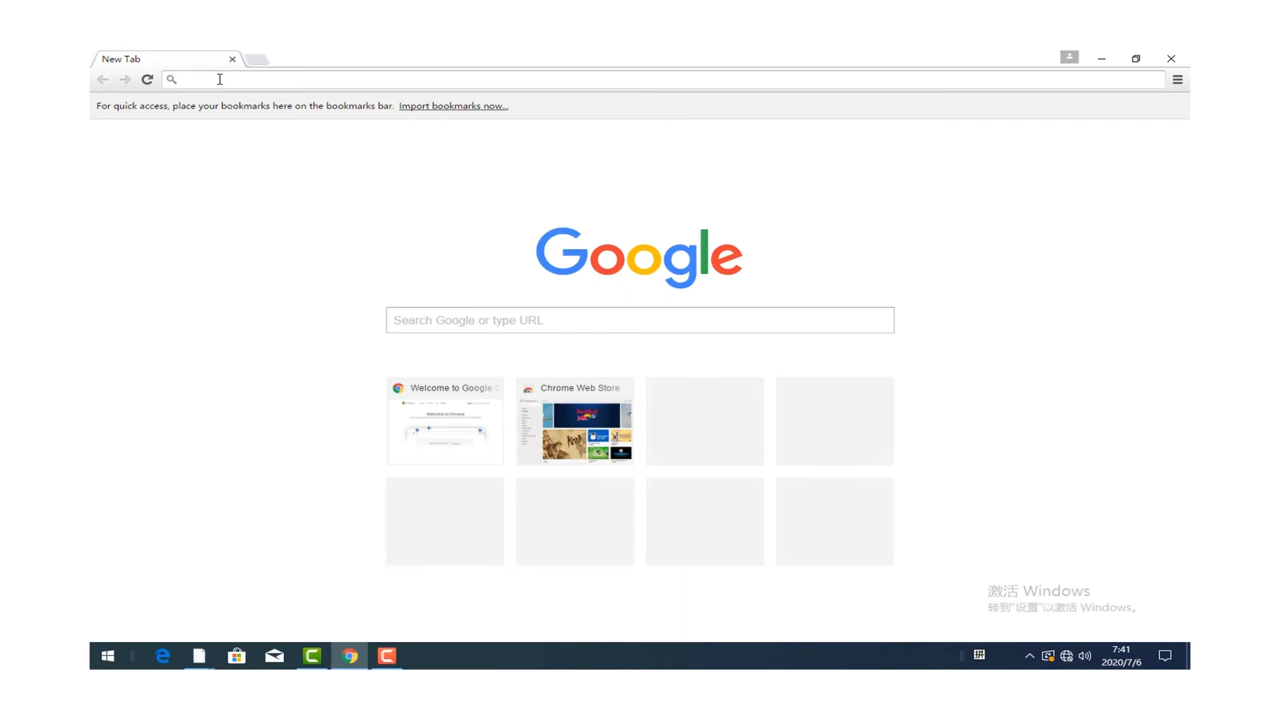 New Tab
For quick access, place your bookmarks here on the bookmarks bar. Import bookmarks now...
Google
Search Google or type URL
Welcome to Google
Chrome Web Store
激活 Windows
转到"设置"以激活 Windows。
拼
7:41
2020/7/6